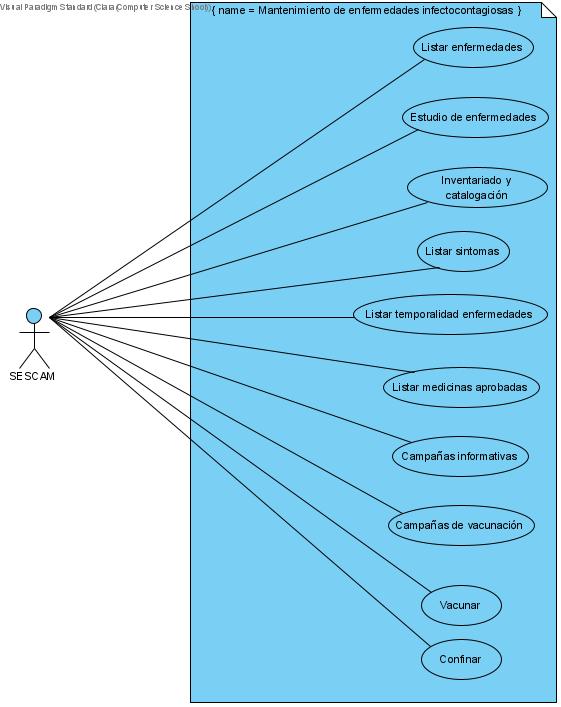 Visual Paradigm Standard(Clara(Computer Science School))
{ name = Mantenimiento de enfermedades infectocontagiosas }
Listar enfermedades
Estudio de enfermedades
Inventariado y
catalogación
Listar sintomas
Listar temporalidad enfermedades
SESCAM
Listar medicinas aprobadas
Campañas informativas
Campañas de vacunación
Vacunar
Confinar